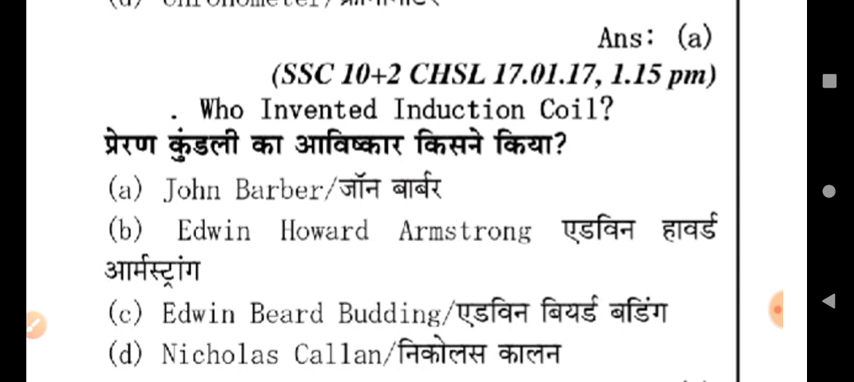 Ans: (a)
(SSC 10+2 CHSL 17.01.17, 1.15 pm)
. Who Invented Induction Coil?
प्रेरण कुंडली का आविष्कार किसने किया?
(a) John Barber/जॉन बार्बर
(b) Edwin Howard Armstrong एडविन हावर्ड
आर्मस्ट्रांग
(c) Edwin Beard Budding/एडविन बियर्ड बडिंग
(d) Nicholas Callan/निकोलस कालन